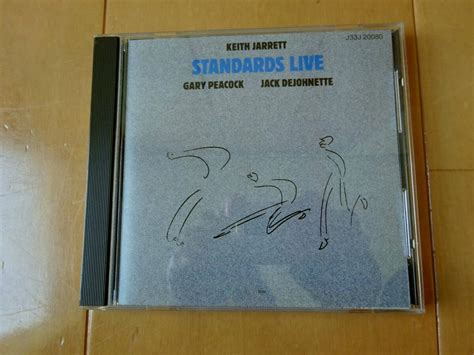 J33J 20080
KEITH JARRETT
STANDARDS LIVE
GARY PEACOCK JACK DEJOHNETTE